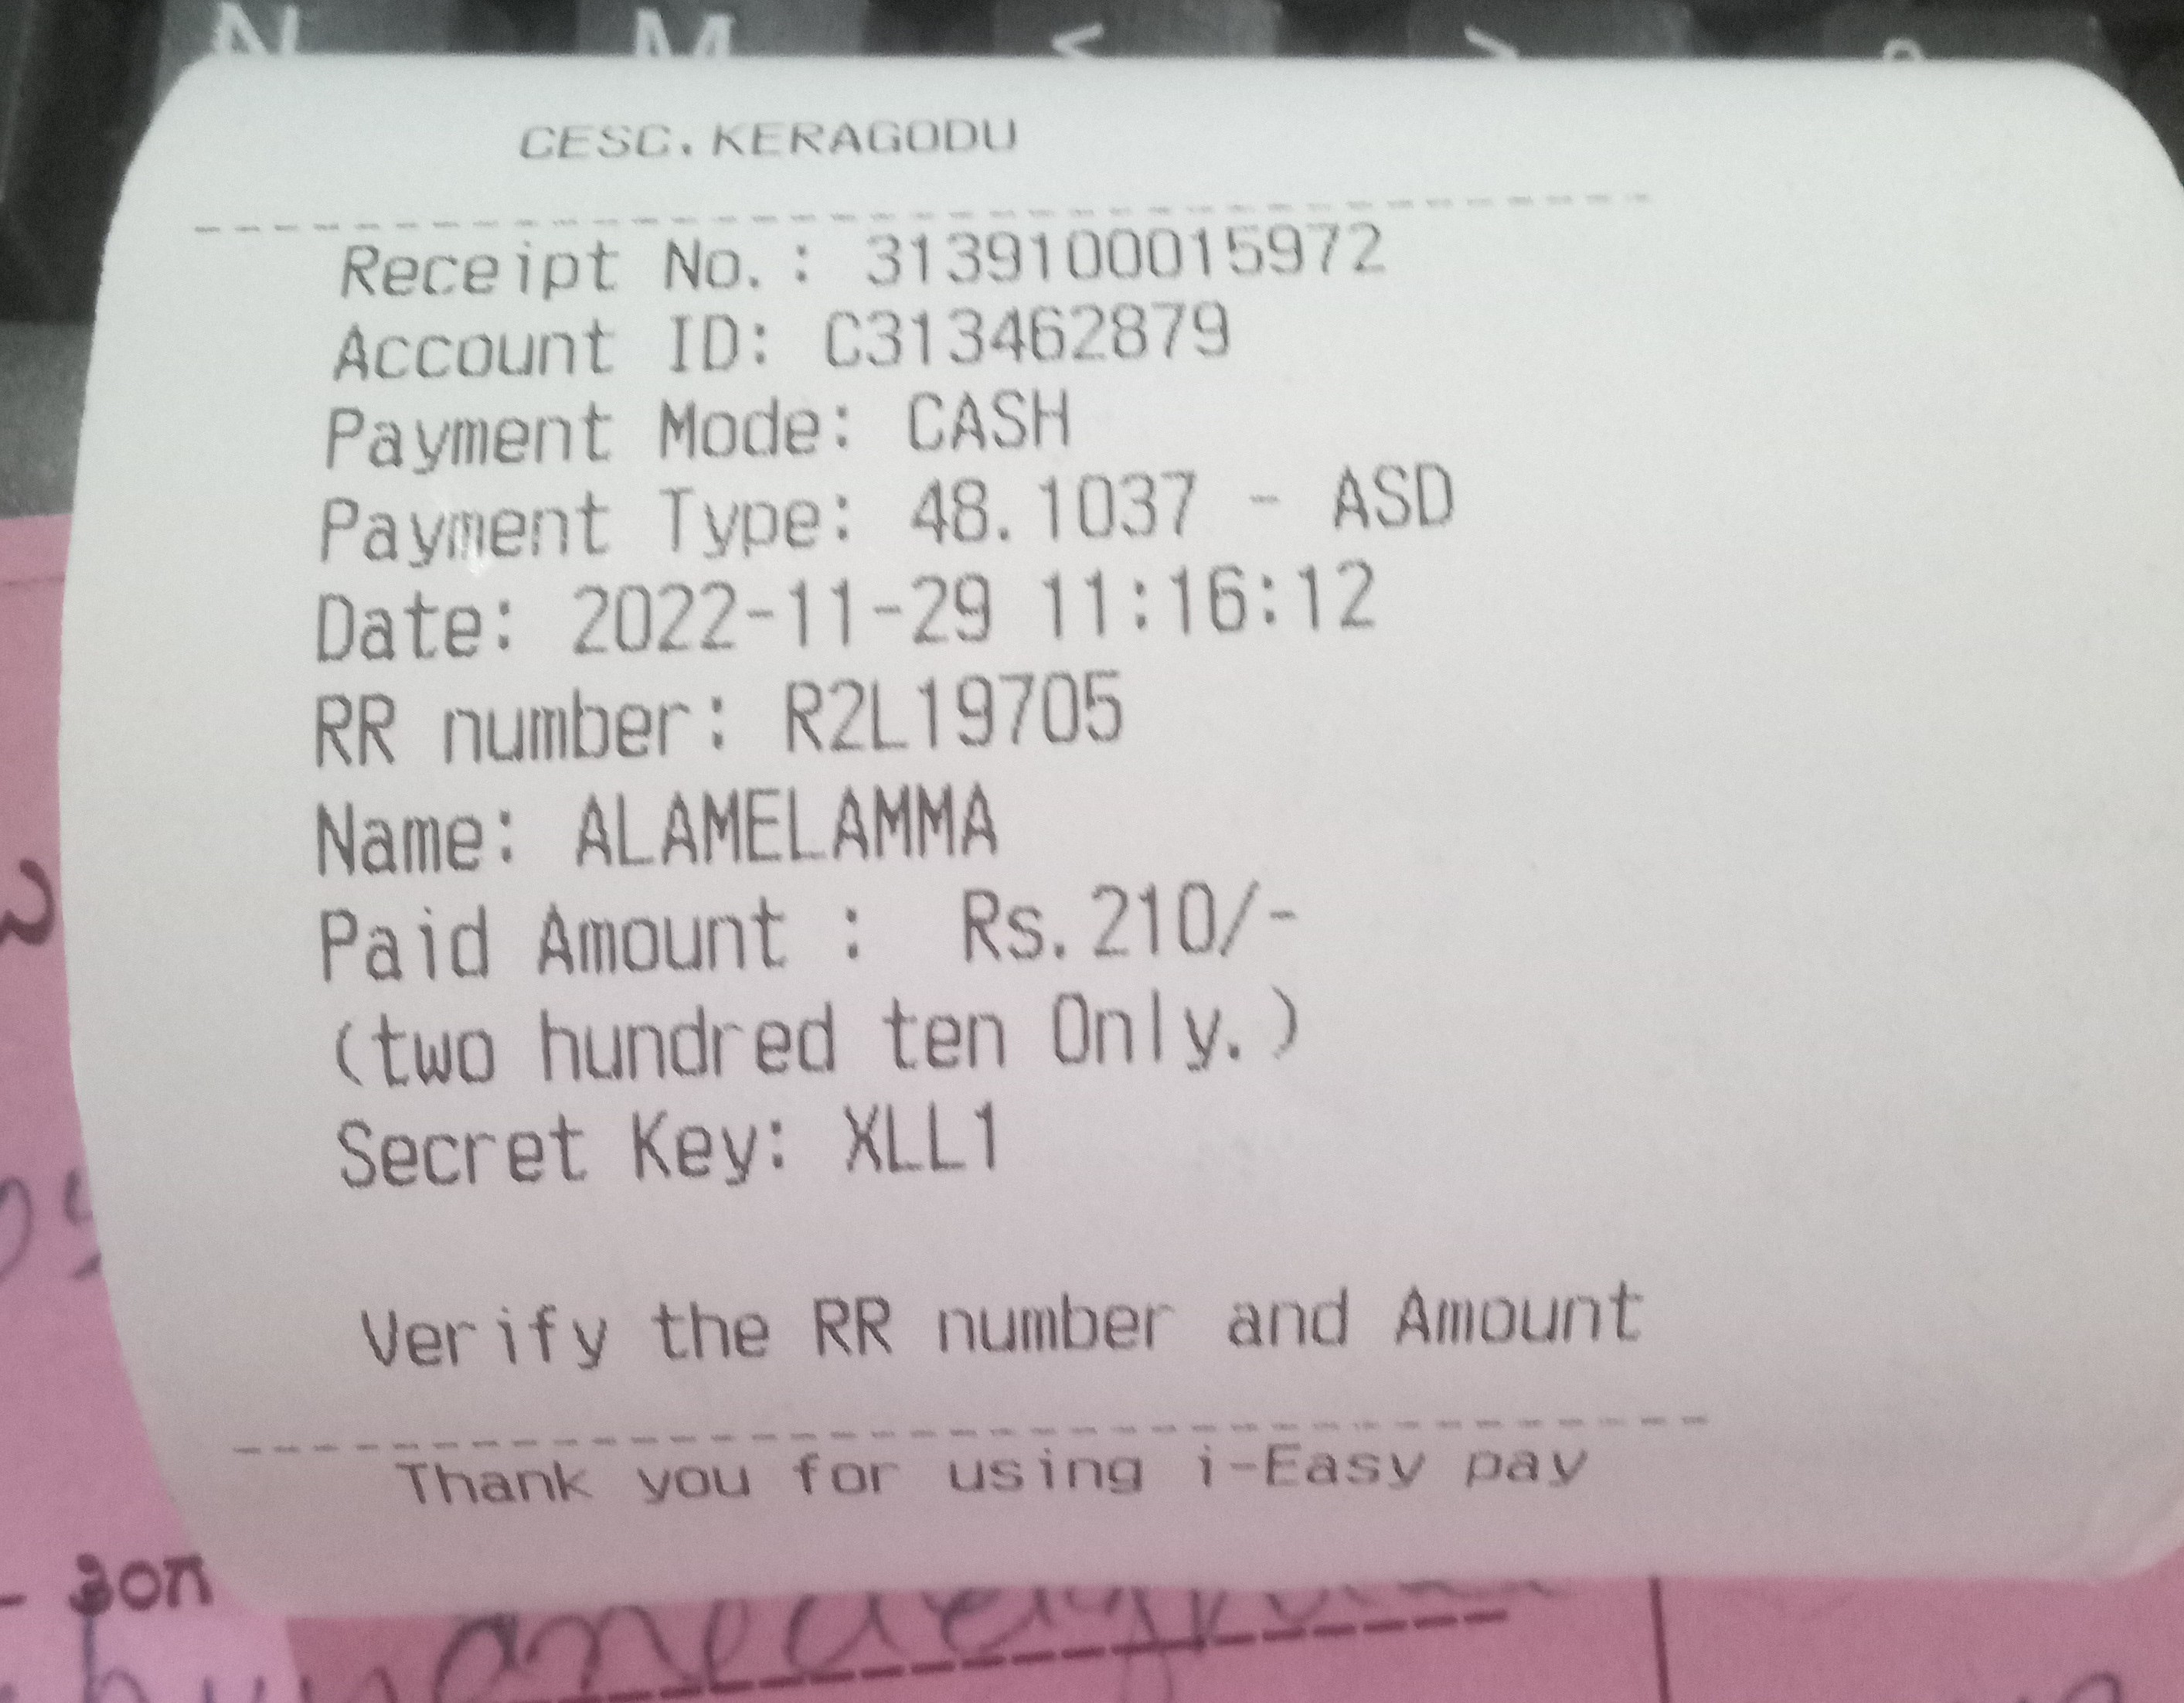 N M < >
CESC.KERAGODU
Receipt No.: 3139100015972
Account ID: C313462879
Payment Mode: CASH
Payment Type: 48.1037 - ASD
Date: 2022-11-29 11:16:12
RR number: R2L19705
Name: ALAMELAMMA
Paid Amount : Rs.210/-
(two hundred ten Only.)
Secret Key: XLL1
Verify the RR number and Amount
Thank you for using i-Easy pay